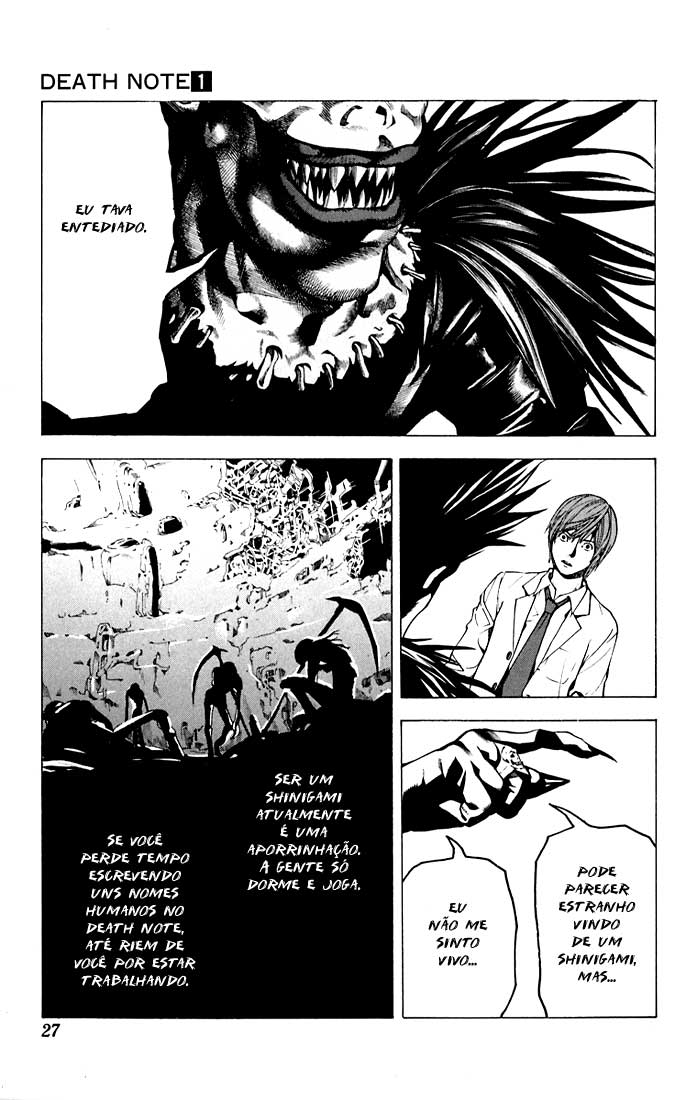 DEATH NOTE 1
EU TAVA
ENTEDIADO.
PODE
PARECER
ESTRANHO
VINDO
DE UM
SHINIGAMI,
MAS...
EU
NÃO ME
SINTO
VIVO...
SER UM
SHINIGAMI
ATUALMENTE
É UMA
APORRINHAÇÃO.
A GENTE SÓ
DORME E JOGA.
SE VOCÊ
PERDE TEMPO
ESCREVENDO
UNS NOMES
HUMANOS NO
DEATH NOTE,
ATÉ RIEM DE
VOCÊ POR ESTAR
TRABALHANDO.
27